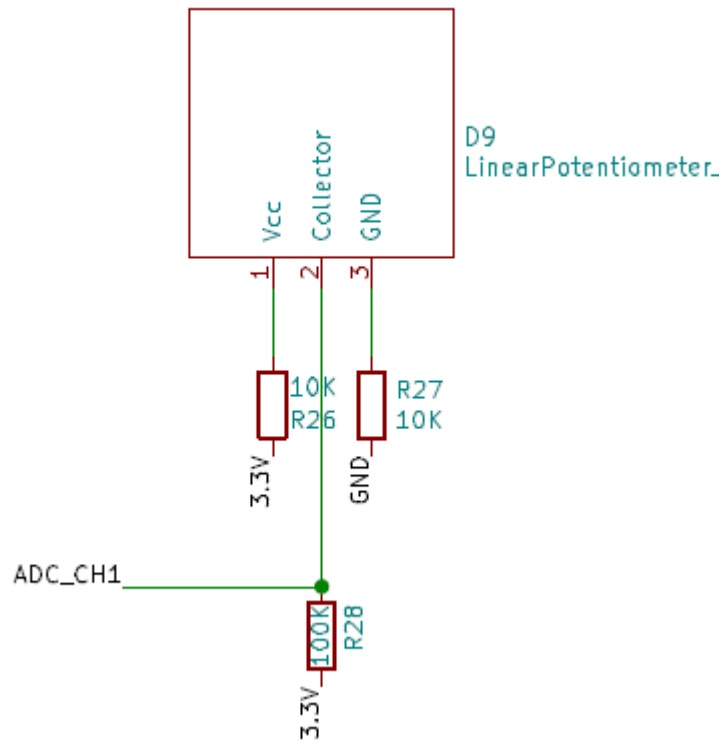 D9
LinearPotentiometer_
Vcc
Collector
GND
1
2
3
10K
R26
R27
10K
3.3V
GND
ADC_CH1
100K
R28
3.3V